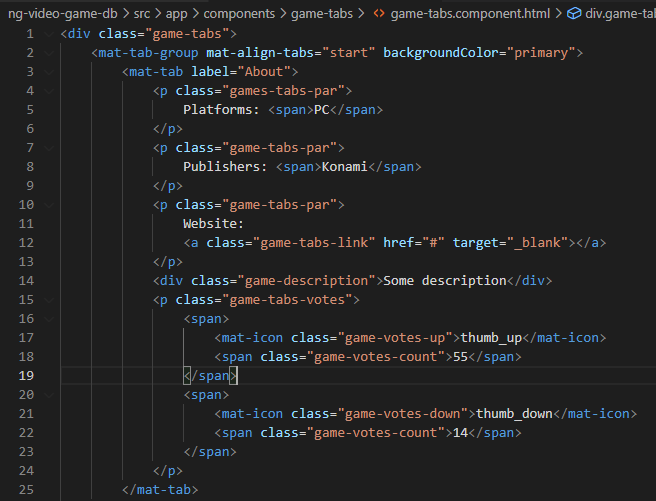 ng-video-game-db > src > app > components > game-tabs > <> game-tabs.component.html > div.game-tab
1 <div class="game-tabs">
2 <mat-tab-group mat-align-tabs="start" backgroundColor="primary">
3 <mat-tab label="About">
4 <p class="games-tabs-par">
5 Platforms: <span>PC</span>
6 </p>
7 <p class="game-tabs-par">
8 Publishers: <span>Konami</span>
9 </p>
10 <p class="game-tabs-par">
11 Website:
12 <a class="game-tabs-link" href="#" target="_blank"></a>
13 </p>
14 <div class="game-description">Some description</div>
15 <p class="game-tabs-votes">
16 <span>
17 <mat-icon class="game-votes-up">thumb_up</mat-icon>
18 <span class="game-votes-count">55</span>
19 </span>
20 <span>
21 <mat-icon class="game-votes-down">thumb_down</mat-icon>
22 <span class="game-votes-count">14</span>
23 </span>
24 </p>
25 </mat-tab>